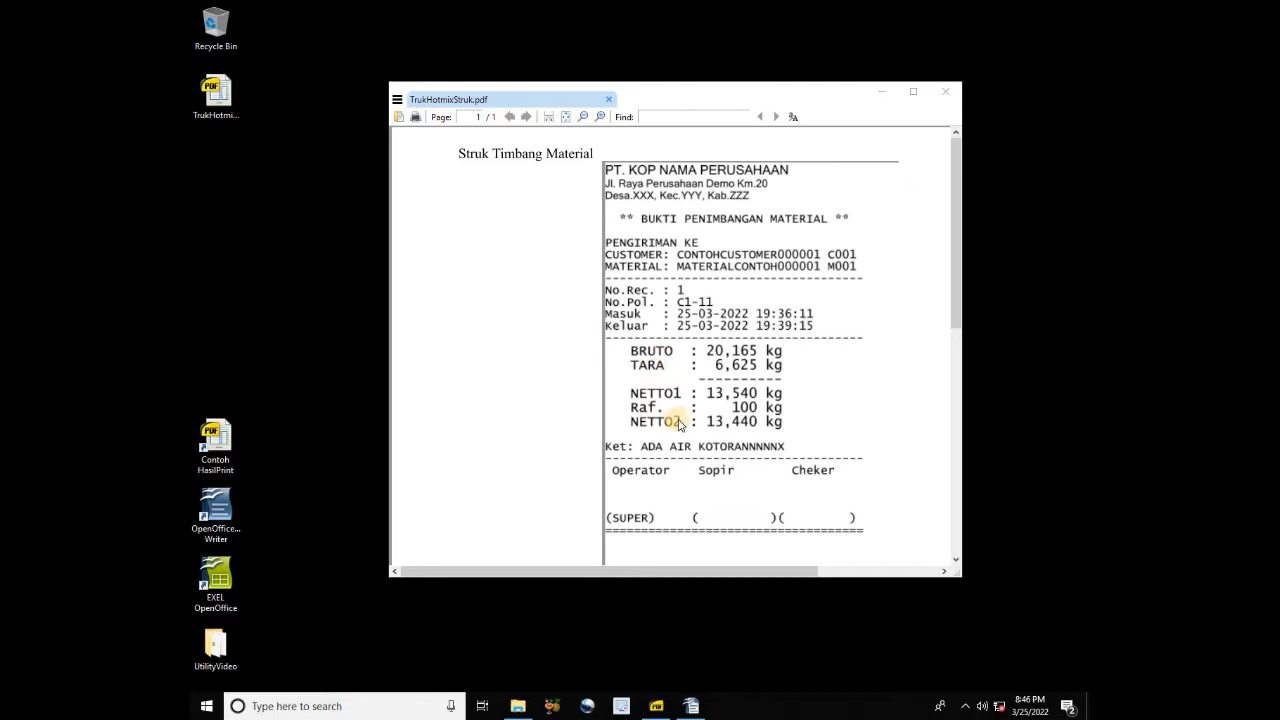 Recycle Bin
TrukHotmi...
TrukHotmixStruk.pdf
Page: 1 / 1
Find:
Struk Timbang Material
PT. KOP NAMA PERUSAHAAN
Jl. Raya Perusahaan Demo Km.20
Desa.XXX, Kec.YYY, Kab.ZZZ
** BUKTI PENIMBANGAN MATERIAL **
PENGIRIMAN KE
CUSTOMER: CONTOHCUSTOMER000001 C001
MATERIAL: MATERIALCONTOH000001 M001
No.Rec. : 1
No.Pol. : C1-11
Masuk : 25-03-2022 19:36:11
Keluar : 25-03-2022 19:39:15
BRUTO : 20,165 kg
TARA : 6,625 kg
NETTO1 : 13,540 kg
Raf. : 100 kg
NETTO2 : 13,440 kg
Ket: ADA AIR KOTORANNNNNX
Operator Sopir Cheker
(SUPER) ( )( )
Contoh
HasilPrint
OpenOffice...
Writer
EXEL
OpenOffice
UtilityVideo
Type here to search
8:46 PM
3/25/2022
2